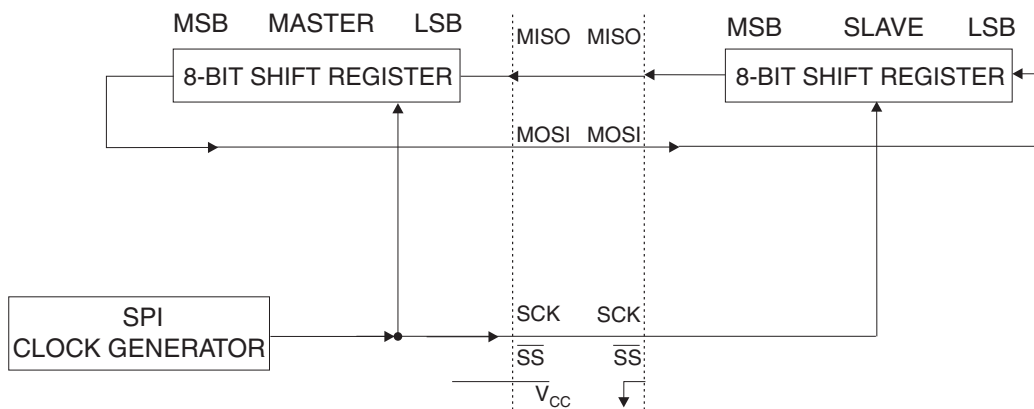 MSB MASTER LSB
MISO MISO
MSB SLAVE LSB
8-BIT SHIFT REGISTER
8-BIT SHIFT REGISTER
MOSI MOSI
SPI
CLOCK GENERATOR
SCK SCK
SS SS
VCC